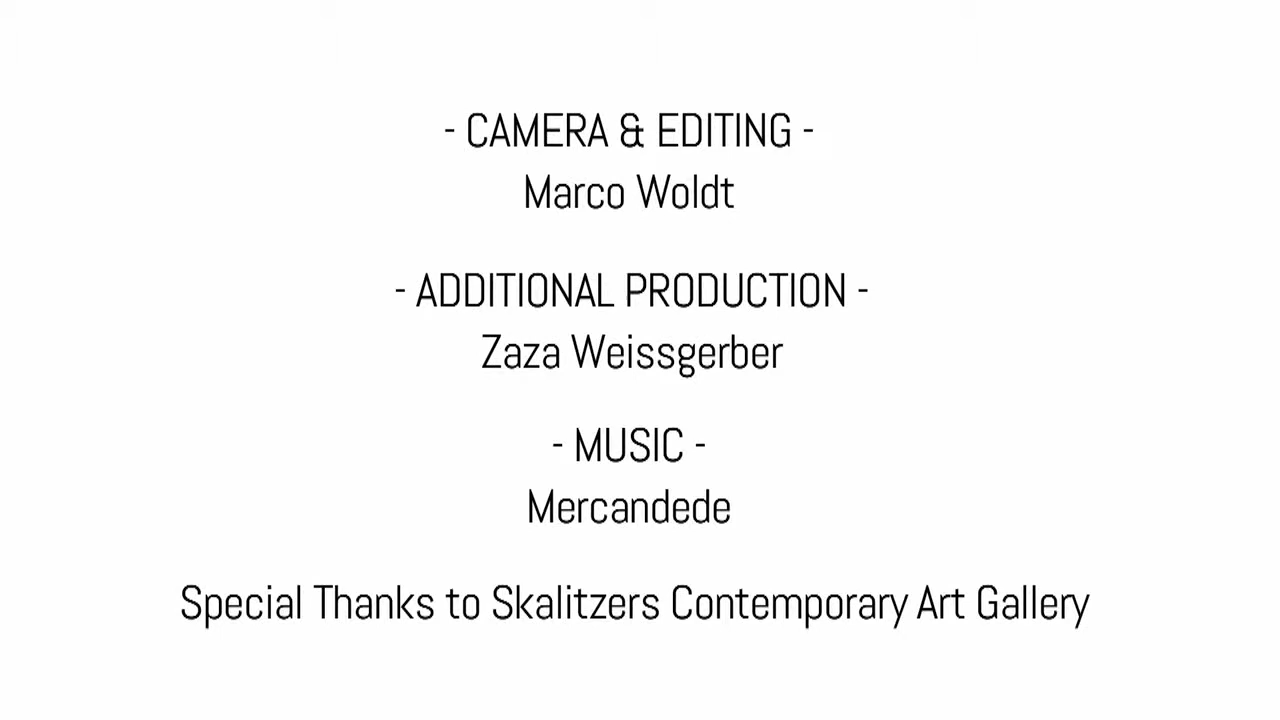 - CAMERA & EDITING -
Marco Woldt
- ADDITIONAL PRODUCTION -
Zaza Weissgerber
- MUSIC -
Mercandede
Special Thanks to Skalitzers Contemporary Art Gallery